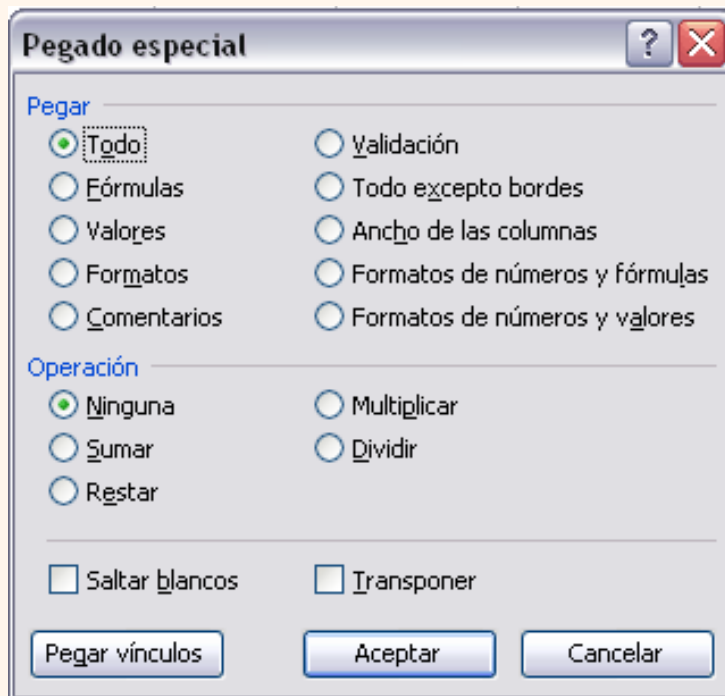 Pegado especial
Pegar
Todo
Validación
Fórmulas
Todo excepto bordes
Valores
Ancho de las columnas
Formatos
Formatos de números y fórmulas
Comentarios
Formatos de números y valores
Operación
Ninguna
Multiplicar
Sumar
Dividir
Restar
Saltar blancos
Transponer
Pegar vínculos
Aceptar
Cancelar